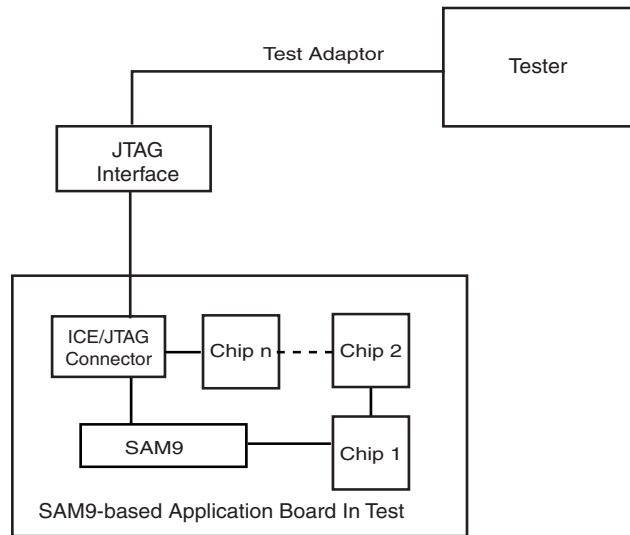 Test Adaptor
Tester
JTAG
Interface
ICE/JTAG
Connector
Chip n
Chip 2
SAM9
Chip 1
SAM9-based Application Board In Test